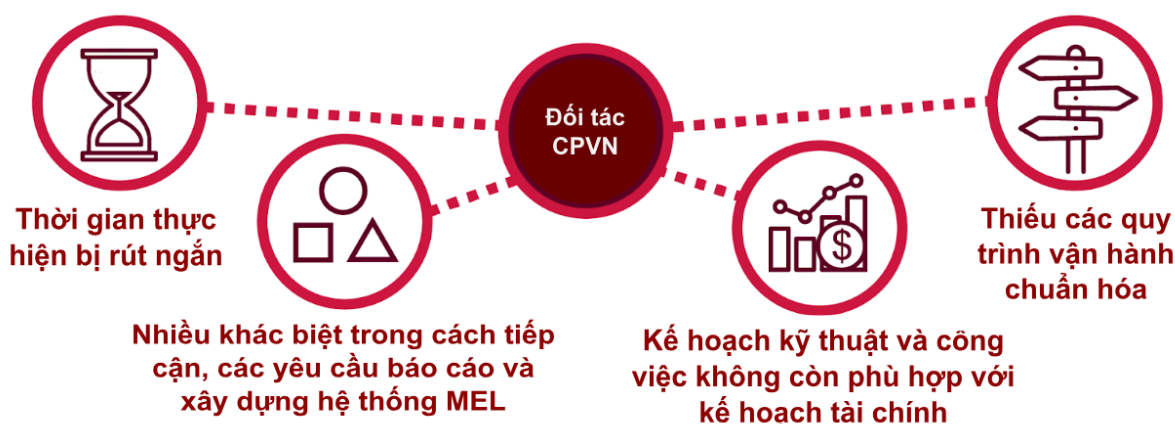 Đối tác
CPVN
Thời gian thực
hiện bị rút ngắn
Nhiều khác biệt trong cách tiếp
cận, các yêu cầu báo cáo và
xây dựng hệ thống MEL
Kế hoạch kỹ thuật và công
việc không còn phù hợp với
kế hoach tài chính
Thiếu các quy
trình vận hành
chuẩn hóa
$